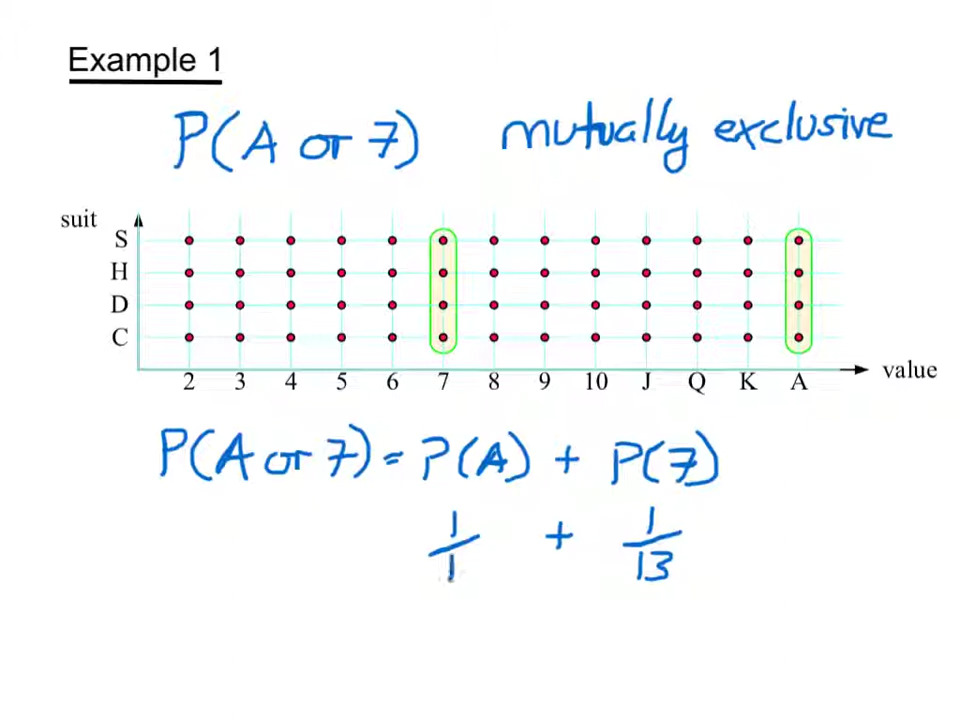 Example 1
P(A or 7) mutually exclusive
suit
S
H
D
C
2 3 4 5 6 7 8 9 10 J Q K A value
P(A or 7) = P(A) + P(7)
1/1 + 1/13